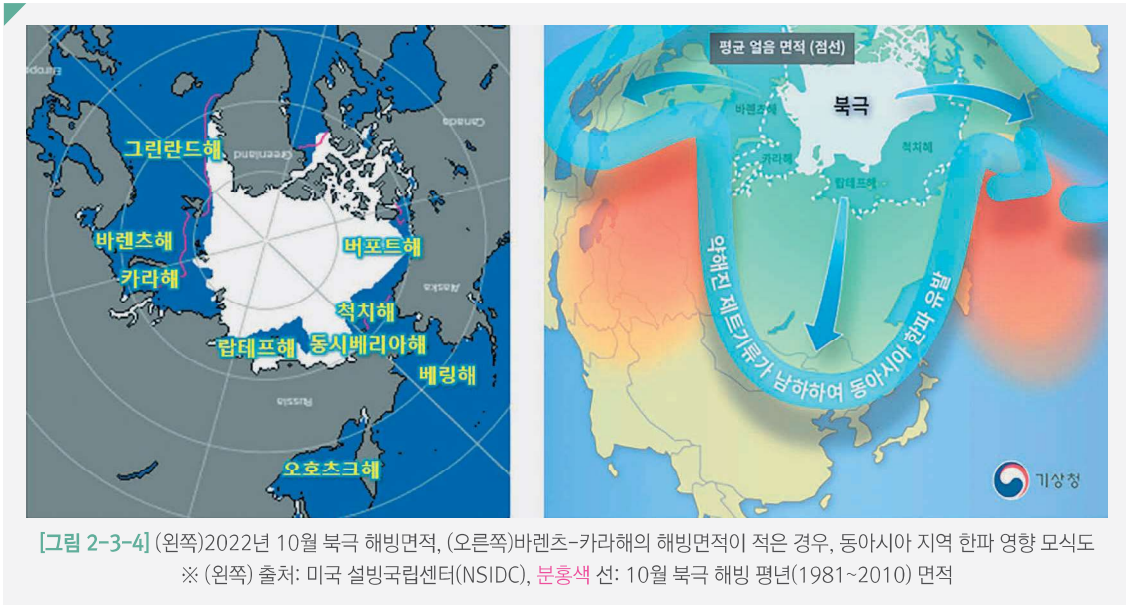 Europe
Canada
그린란드해
Greenland
바렌츠해
버포트해
카라해
Alaska
척치해
랍테프해
동시베리아해
베링해
Russia
오호츠크해
평균 얼음 면적 (점선)
북극
바렌츠해
척치해
카라해
랍테프해
약해진 제트기류가 남하하여 동아시아 한파 유발
기상청
[그림 2-3-4] (왼쪽)2022년 10월 북극 해빙면적, (오른쪽)바렌츠-카라해의 해빙면적이 적은 경우, 동아시아 지역 한파 영향 모식도
※ (왼쪽) 출처: 미국 설빙국립센터(NSIDC), 분홍색 선: 10월 북극 해빙 평년(1981~2010) 면적